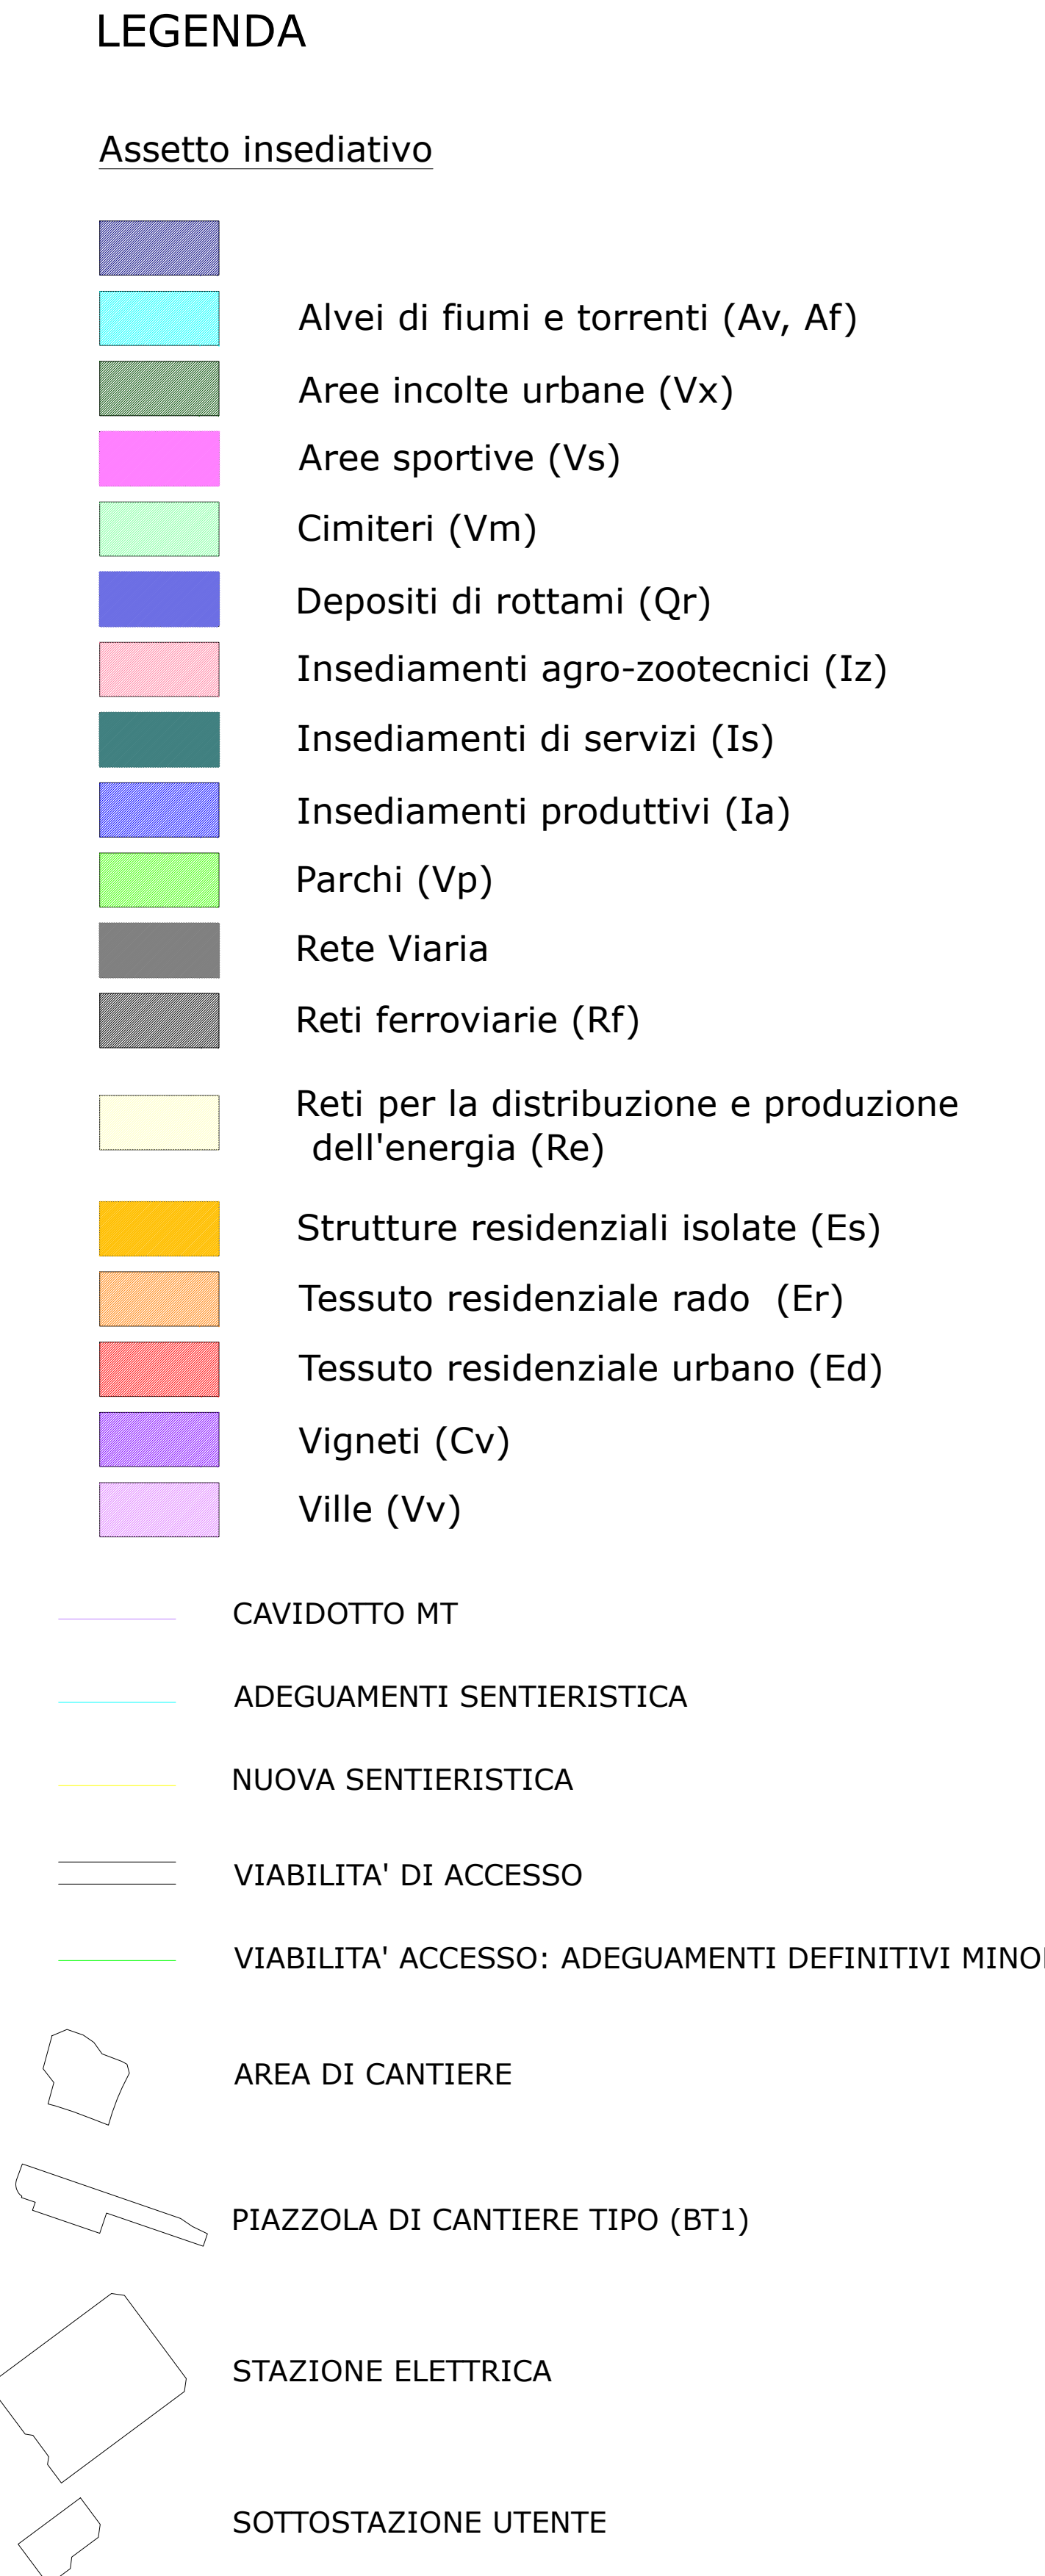 LEGENDA
Assetto insediativo
Alvei di fiumi e torrenti (Av, Af)
Aree incolte urbane (Vx)
Aree sportive (Vs)
Cimiteri (Vm)
Depositi di rottami (Qr)
Insediamenti agro-zootecnici (Iz)
Insediamenti di servizi (Is)
Insediamenti produttivi (Ia)
Parchi (Vp)
Rete Viaria
Reti ferroviarie (Rf)
Reti per la distribuzione e produzione
dell'energia (Re)
Strutture residenziali isolate (Es)
Tessuto residenziale rado (Er)
Tessuto residenziale urbano (Ed)
Vigneti (Cv)
Ville (Vv)
CAVIDOTTO MT
ADEGUAMENTI SENTIERISTICA
NUOVA SENTIERISTICA
VIABILITA' DI ACCESSO
VIABILITA' ACCESSO: ADEGUAMENTI DEFINITIVI
AREA DI CANTIERE
PIAZZOLA DI CANTIERE TIPO (BT1)
STAZIONE ELETTRICA
SOTTOSTAZIONE UTENTE